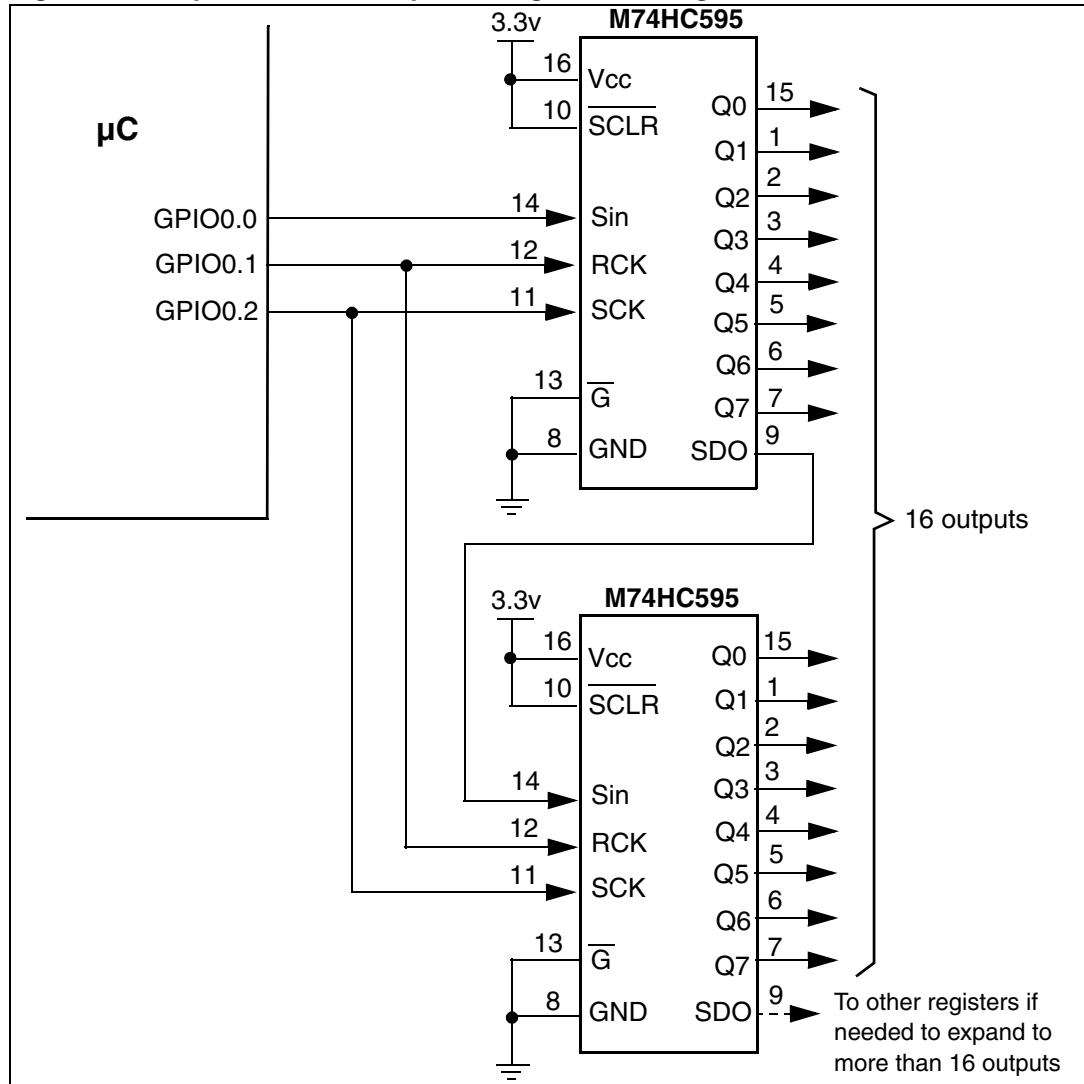 3.3v
M74HC595
µC
16
Vcc
10
SCLR
GPIO0.0
14
Sin
GPIO0.1
12
RCK
GPIO0.2
11
SCK
13
G
8
GND
Q0
15
Q1
1
Q2
2
Q3
3
Q4
4
Q5
5
Q6
6
Q7
7
SDO
9
16 outputs
3.3v
M74HC595
16
Vcc
10
SCLR
14
Sin
12
RCK
11
SCK
13
G
8
GND
Q0
15
Q1
1
Q2
2
Q3
3
Q4
4
Q5
5
Q6
6
Q7
7
SDO
9
To other registers if
needed to expand to
more than 16 outputs